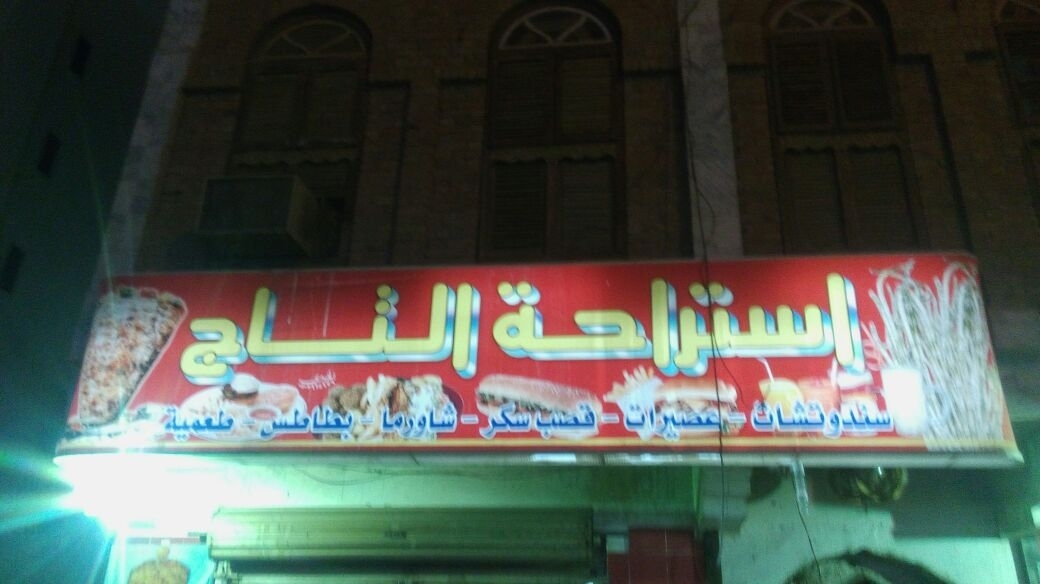 استراحة التاج
سندوتشات - عصيرات - قصب سكر - شاورما - بطاطس - طعمية